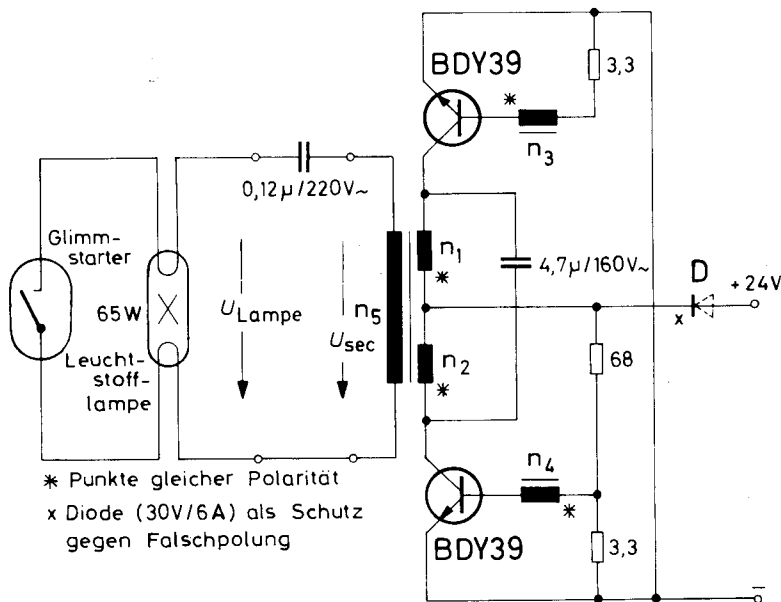 BDY39
3,3
*
n3
0,12µ/220V~
Glimm-
starter
65W
Leucht-
stoff-
lampe
ULampe
Usec
n5
n1
*
4,7µ/160V~
D
+24V
x
n2
*
68
n4
*
BDY39
3,3
–
* Punkte gleicher Polarität
x Diode (30V/6A) als Schutz
gegen Falschpolung